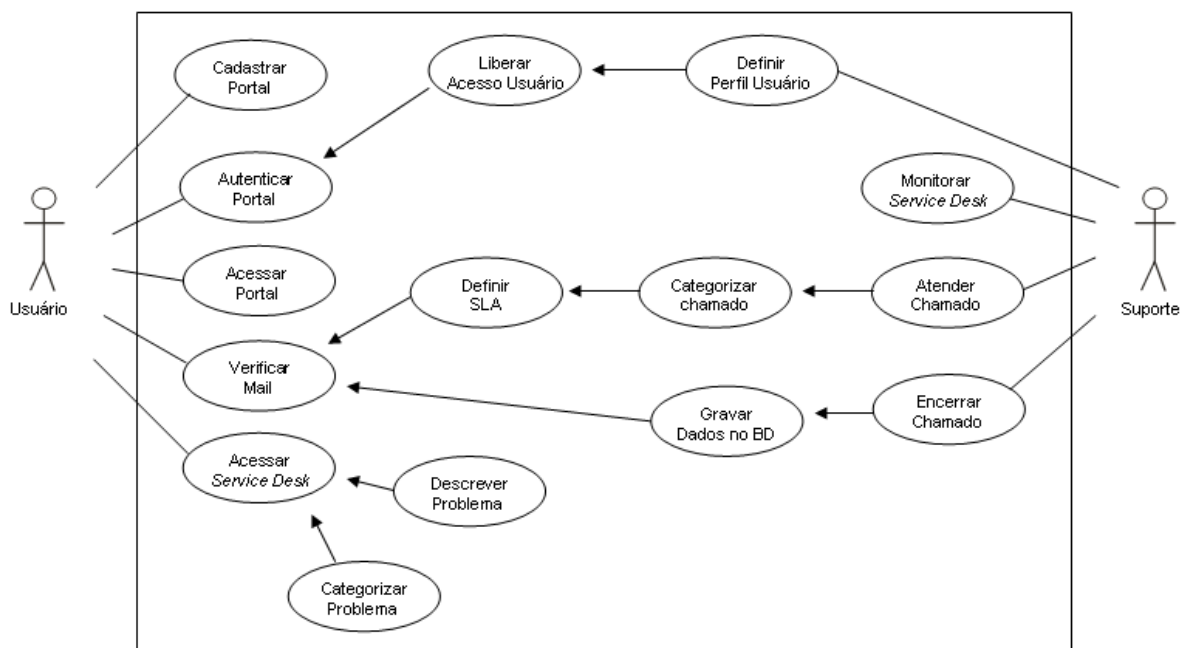 Cadastrar
Portal
Liberar
Acesso Usuário
Definir
Perfil Usuário
Autenticar
Portal
Monitorar
Service Desk
Usuário
Acessar
Portal
Definir
SLA
Categorizar
chamado
Atender
Chamado
Suporte
Verificar
Mail
Gravar
Dados no BD
Encerrar
Chamado
Acessar
Service Desk
Descrever
Problema
Categorizar
Problema